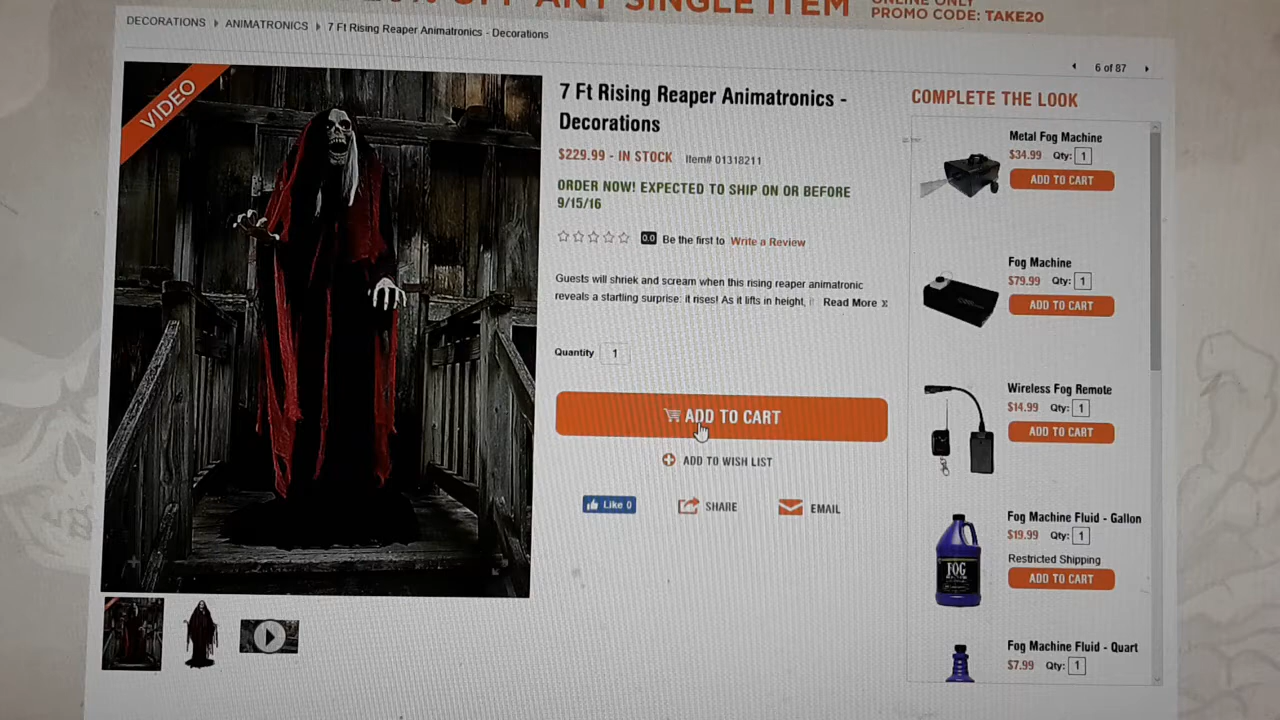 OFF ANY SINGLE ITEM
ONLINE ONLY
PROMO CODE: TAKE20
DECORATIONS ANIMATRONICS 7 Ft Rising Reaper Animatronics - Decorations
6 of 87
VIDEO
7 Ft Rising Reaper Animatronics -
Decorations
$229.99 - IN STOCK Item# 01318211
ORDER NOW! EXPECTED TO SHIP ON OR BEFORE
9/15/16
0.0 Be the first to Write a Review
Guests will shriek and scream when this rising reaper animatronic
reveals a startling surprise: it rises! As it lifts in height, Read More
Quantity 1
ADD TO CART
ADD TO WISH LIST
Like 0 SHARE EMAIL
COMPLETE THE LOOK
Metal Fog Machine
$34.99 Qty: 1
ADD TO CART
Fog Machine
$79.99 Qty: 1
ADD TO CART
Wireless Fog Remote
$14.99 Qty: 1
ADD TO CART
Fog Machine Fluid - Gallon
$19.99 Qty: 1
Restricted Shipping
ADD TO CART
FOG
Fog Machine Fluid - Quart
$7.99 Qty: 1